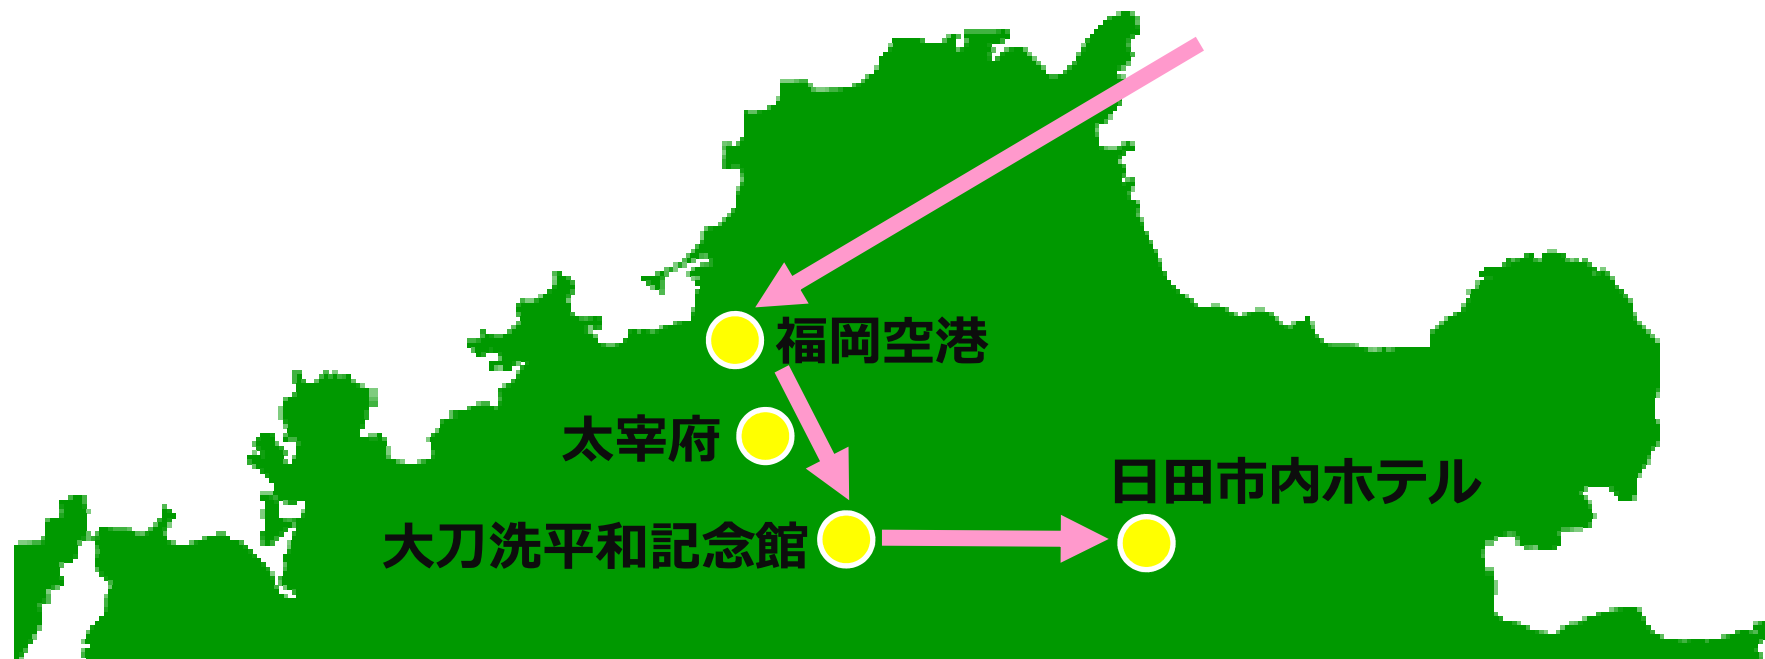 福岡空港
太宰府
日田市内ホテル
大刀洗平和記念館